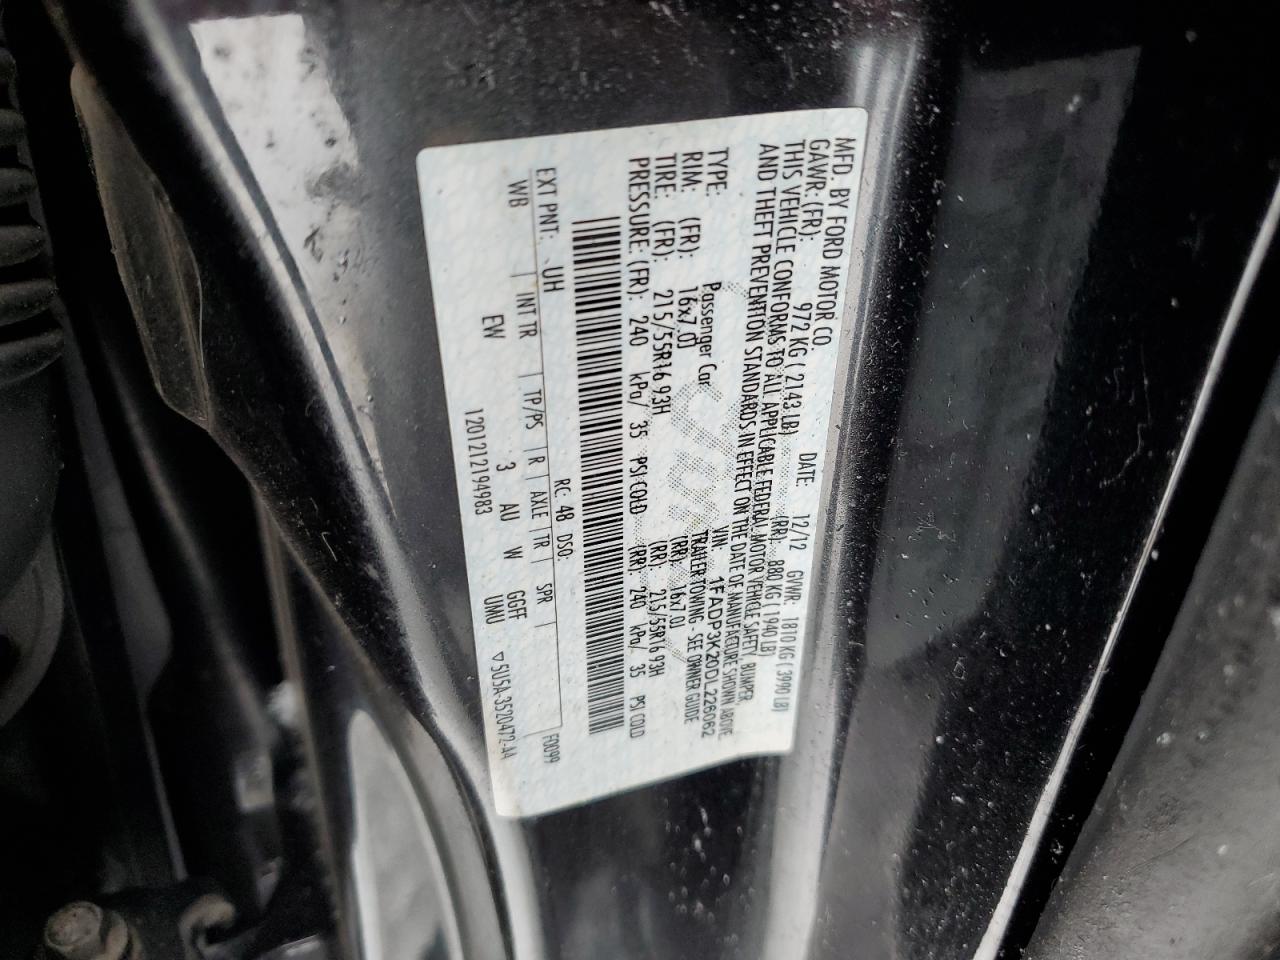 MFD. BY FORD MOTOR CO.
DATE: 12/12 GVWR: 1810 KG ( 3990 LB)
GAWR: (FR): 972 KG ( 2143 LB) (RR): 880 KG ( 1940 LB)
THIS VEHICLE CONFORMS TO ALL APPLICABLE FEDERAL MOTOR VEHICLE SAFETY, BUMPER,
AND THEFT PREVENTION STANDARDS IN EFFECT ON THE DATE OF MANUFACTURE SHOWN ABOVE
VIN: 1FADP3K20DL226062
TYPE: Passenger Car TRAILER TOWING - SEE OWNER GUIDE
RIM: (FR): 16x7.0J (RR): 16x7.0J
TIRE: (FR): 215/55R16 93H (RR): 215/55R16 93H
PRESSURE: (FR): 240 kPa/ 35 PSI COLD (RR): 240 kPa/ 35 PSI COLD
EXT PNT: UH RC: 48 DSO: F0099
WB | INT TR | TP/PS | R | AXLE | TR | SPR |
EW 3 AU W GGFF
UMU
1201212194983 ▽5U5A-3520472-AA